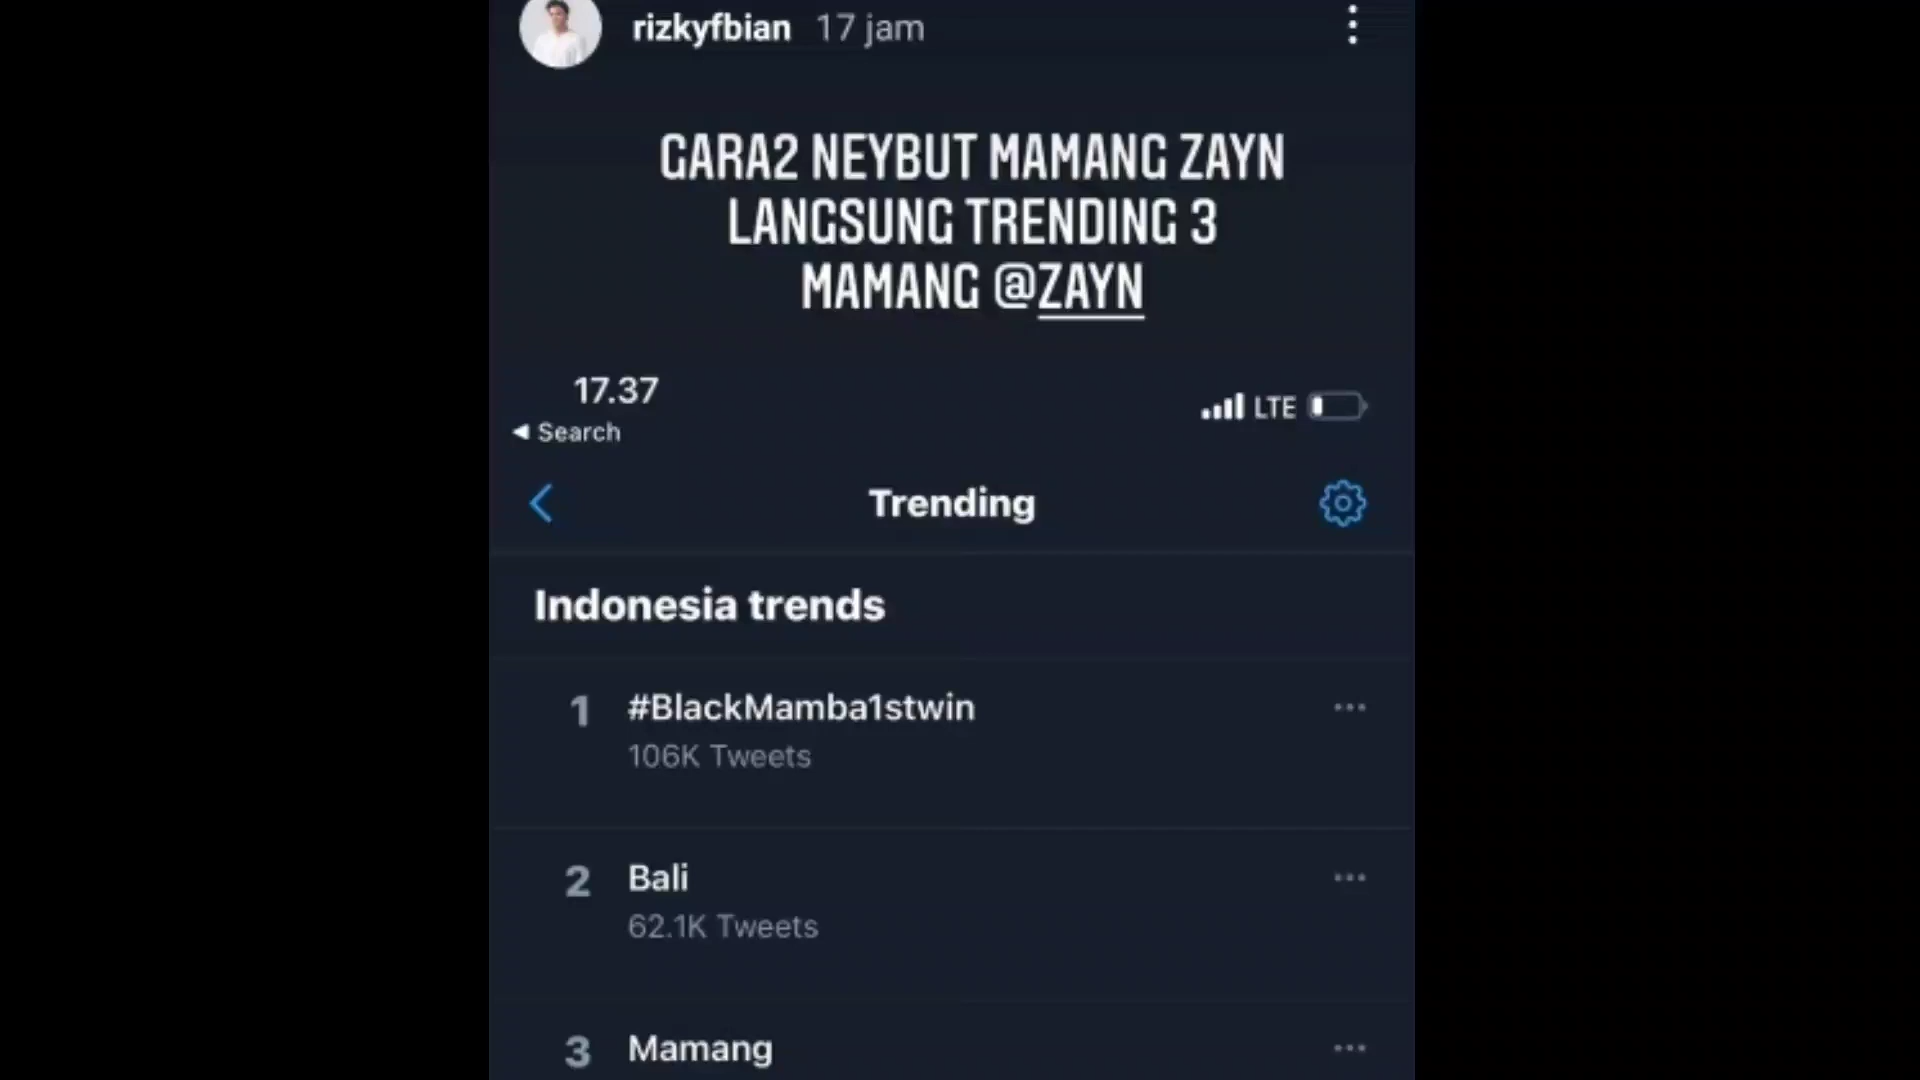 rizkyfbian 17 jam
GARA2 NEYBUT MAMANG ZAYN
LANGSUNG TRENDING 3
MAMANG @ZAYN
17.37
LTE
◀ Search
Trending
Indonesia trends
1 #BlackMamba1stwin
106K Tweets
2 Bali
62.1K Tweets
3 Mamang